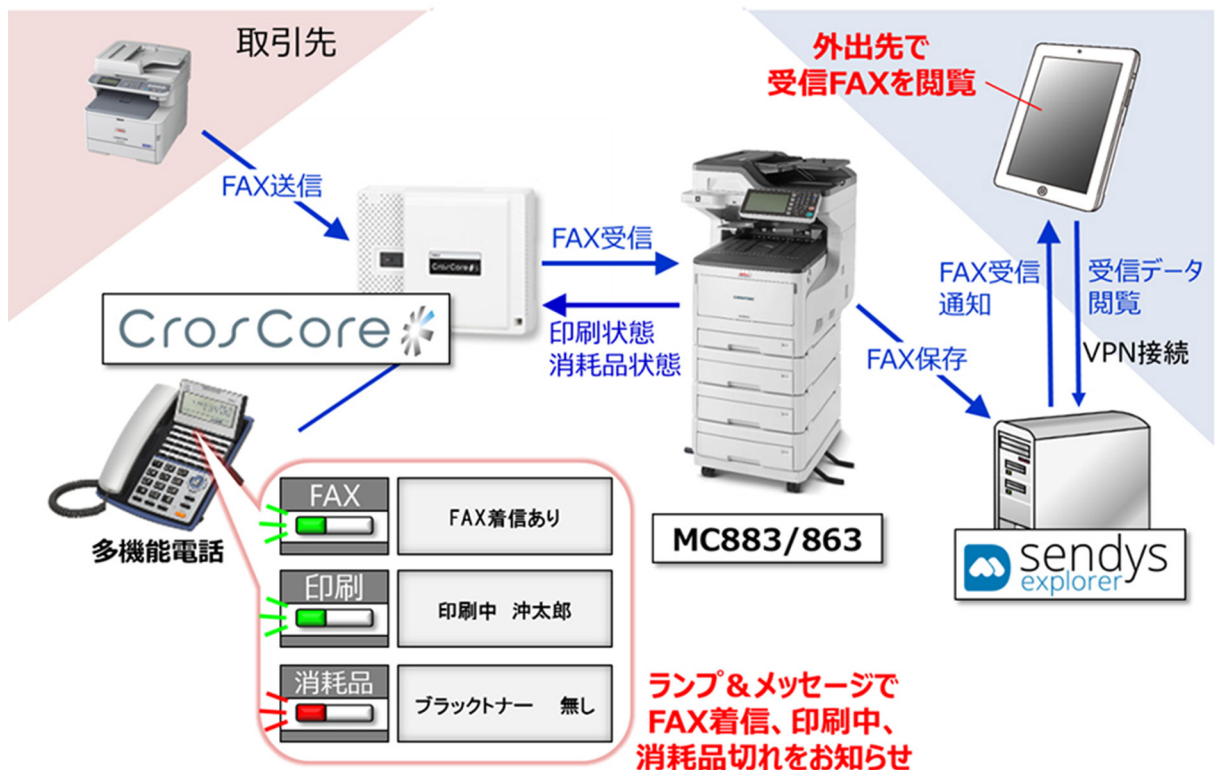 取引先
外出先で
受信FAXを閲覧
FAX送信
FAX受信
印刷状態
消耗品状態
FAX受信
通知
受信データ
閲覧
VPN接続
FAX保存
CrosCore
CrosCore
多機能電話
MC883/863
sendys
explorer
FAX
FAX着信あり
印刷
印刷中 沖太郎
消耗品
ブラックトナー 無し
ランプ&メッセージで
FAX着信、印刷中、
消耗品切れをお知らせ